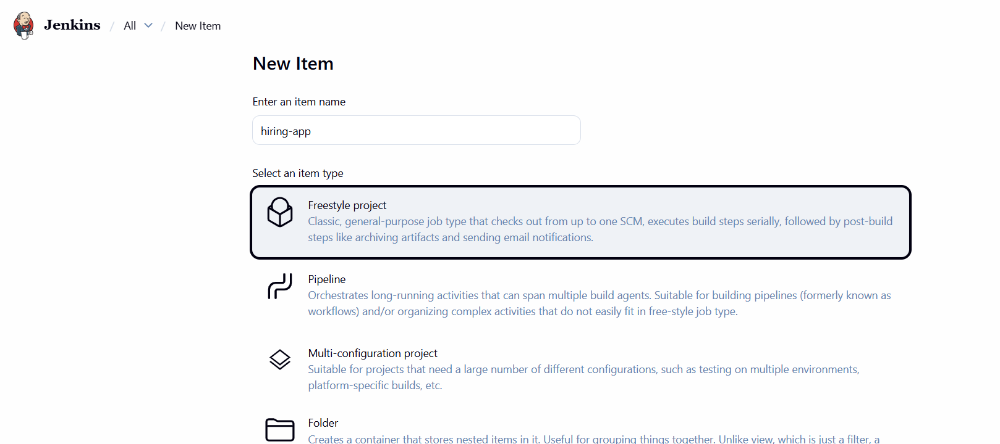 Jenkins / All / New Item
New Item
Enter an item name
hiring-app
Select an item type
Freestyle project
Classic, general-purpose job type that checks out from up to one SCM, executes build steps serially, followed by post-build
steps like archiving artifacts and sending email notifications.
Pipeline
Orchestrates long-running activities that can span multiple build agents. Suitable for building pipelines (formerly known as
workflows) and/or organizing complex activities that do not easily fit in free-style job type.
Multi-configuration project
Suitable for projects that need a large number of different configurations, such as testing on multiple environments,
platform-specific builds, etc.
Folder
Creates a container that stores nested items in it. Useful for grouping things together. Unlike view, which is just a filter, a